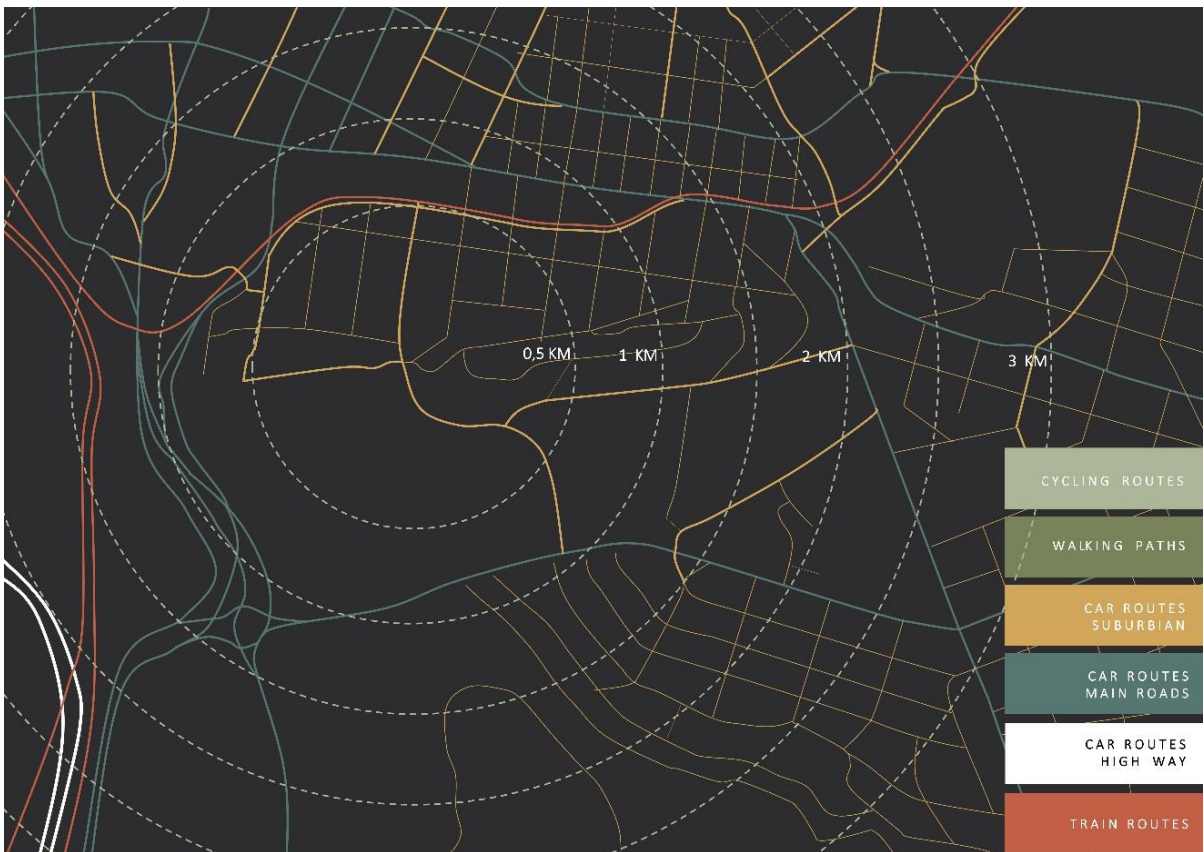 0,5 KM
1 KM
2 KM
3 KM
CYCLING ROUTES
WALKING PATHS
CAR ROUTES
SUBURBIAN
CAR ROUTES
MAIN ROADS
CAR ROUTES
HIGH WAY
TRAIN ROUTES